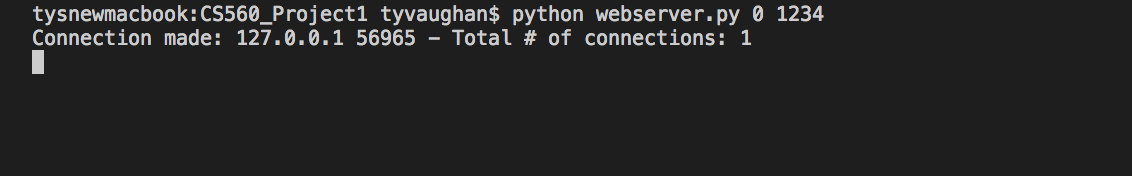 tysnewmacbook:CS560_Project1 tyvaughan$ python webserver.py 0 1234
Connection made: 127.0.0.1 56965 – Total # of connections: 1